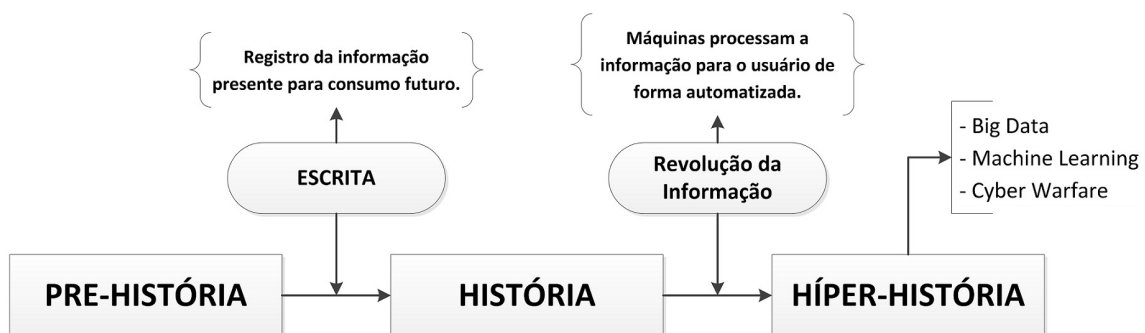 Registro da informação
presente para consumo futuro.
Máquinas processam a
informação para o usuário de
forma automatizada.
- Big Data
- Machine Learning
- Cyber Warfare
ESCRITA
Revolução da
Informação
PRE-HISTÓRIA
HISTÓRIA
HÍPER-HISTÓRIA